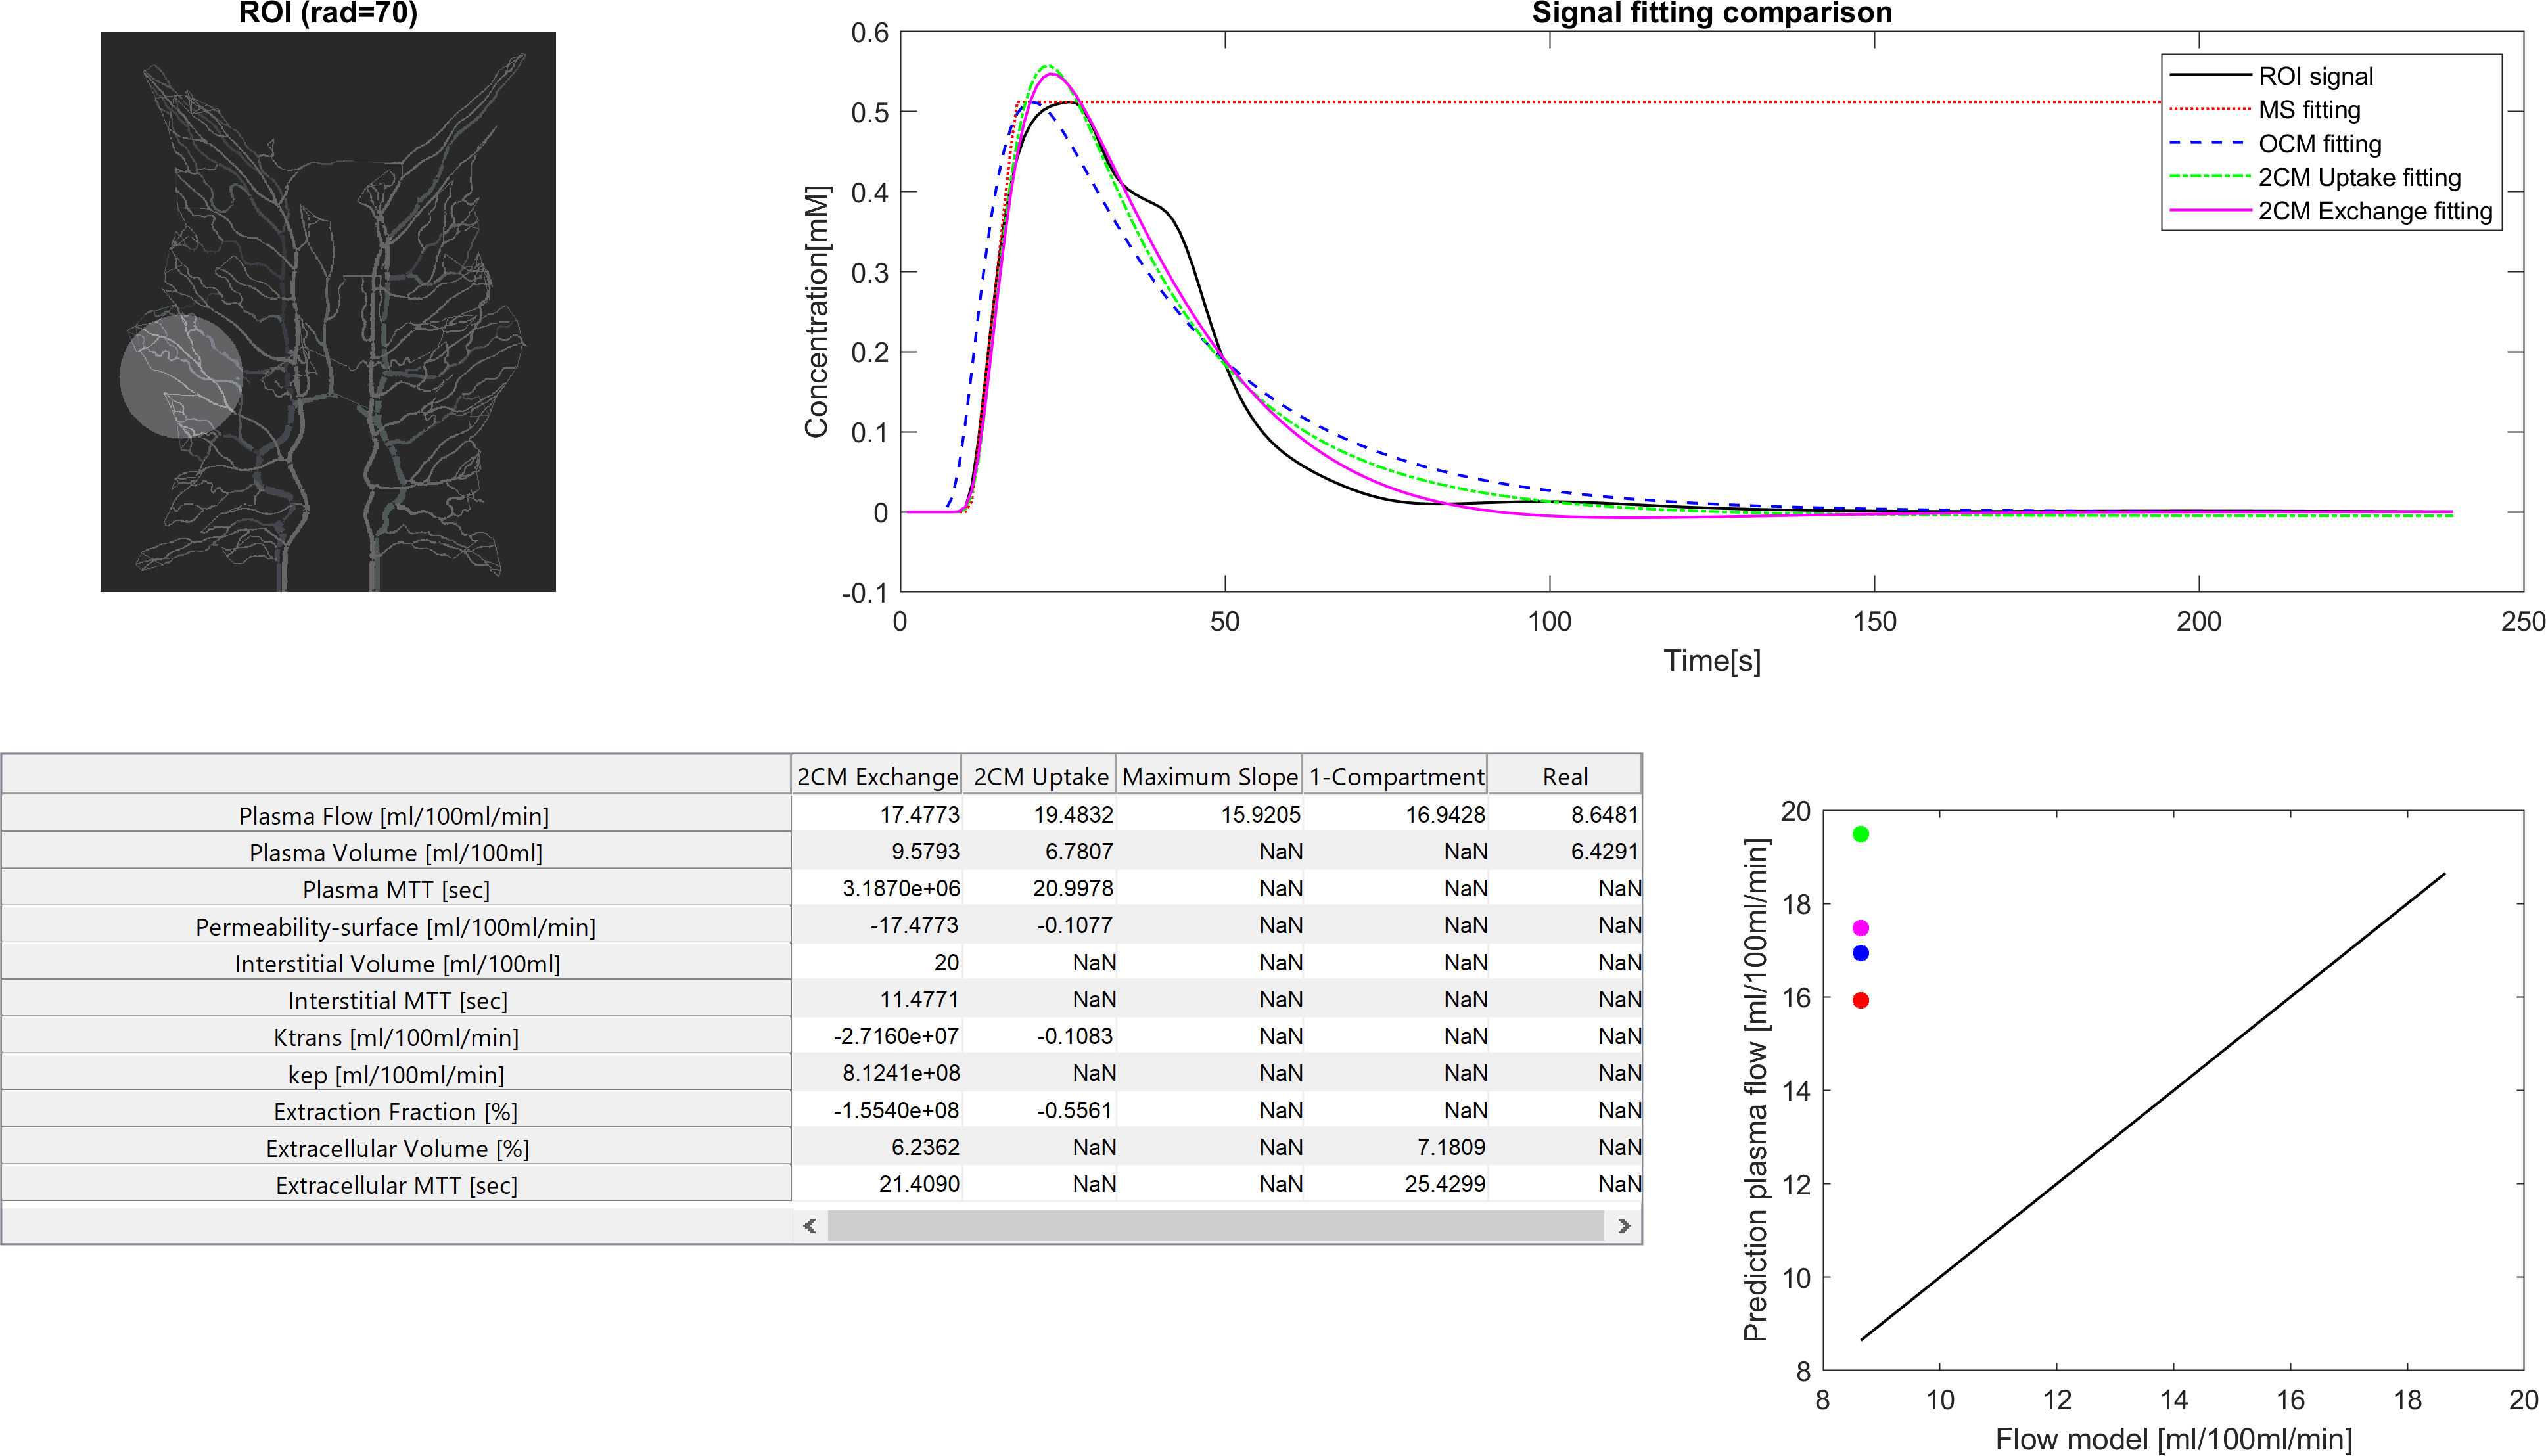 ROI (rad=70)
Signal fitting comparison
0.6
0.5
0.4
0.3
0.2
0.1
0
-0.1
Concentration[mM]
0 50 100 150 200 250
Time[s]
ROI signal
MS fitting
OCM fitting
2CM Uptake fitting
2CM Exchange fitting
2CM Exchange 2CM Uptake Maximum Slope 1-Compartment Real
Plasma Flow [ml/100ml/min] 17.4773 19.4832 15.9205 16.9428 8.6481
Plasma Volume [ml/100ml] 9.5793 6.7807 NaN NaN 6.4291
Plasma MTT [sec] 3.1870e+06 20.9978 NaN NaN NaN
Permeability-surface [ml/100ml/min] -17.4773 -0.1077 NaN NaN NaN
Interstitial Volume [ml/100ml] 20 NaN NaN NaN NaN
Interstitial MTT [sec] 11.4771 NaN NaN NaN NaN
Ktrans [ml/100ml/min] -2.7160e+07 -0.1083 NaN NaN NaN
kep [ml/100ml/min] 8.1241e+08 NaN NaN NaN NaN
Extraction Fraction [%] -1.5540e+08 -0.5561 NaN NaN NaN
Extracellular Volume [%] 6.2362 NaN NaN 7.1809 NaN
Extracellular MTT [sec] 21.4090 NaN NaN 25.4299 NaN
20
18
16
14
12
10
8
Prediction plasma flow [ml/100ml/min]
8 10 12 14 16 18 20
Flow model [ml/100ml/min]